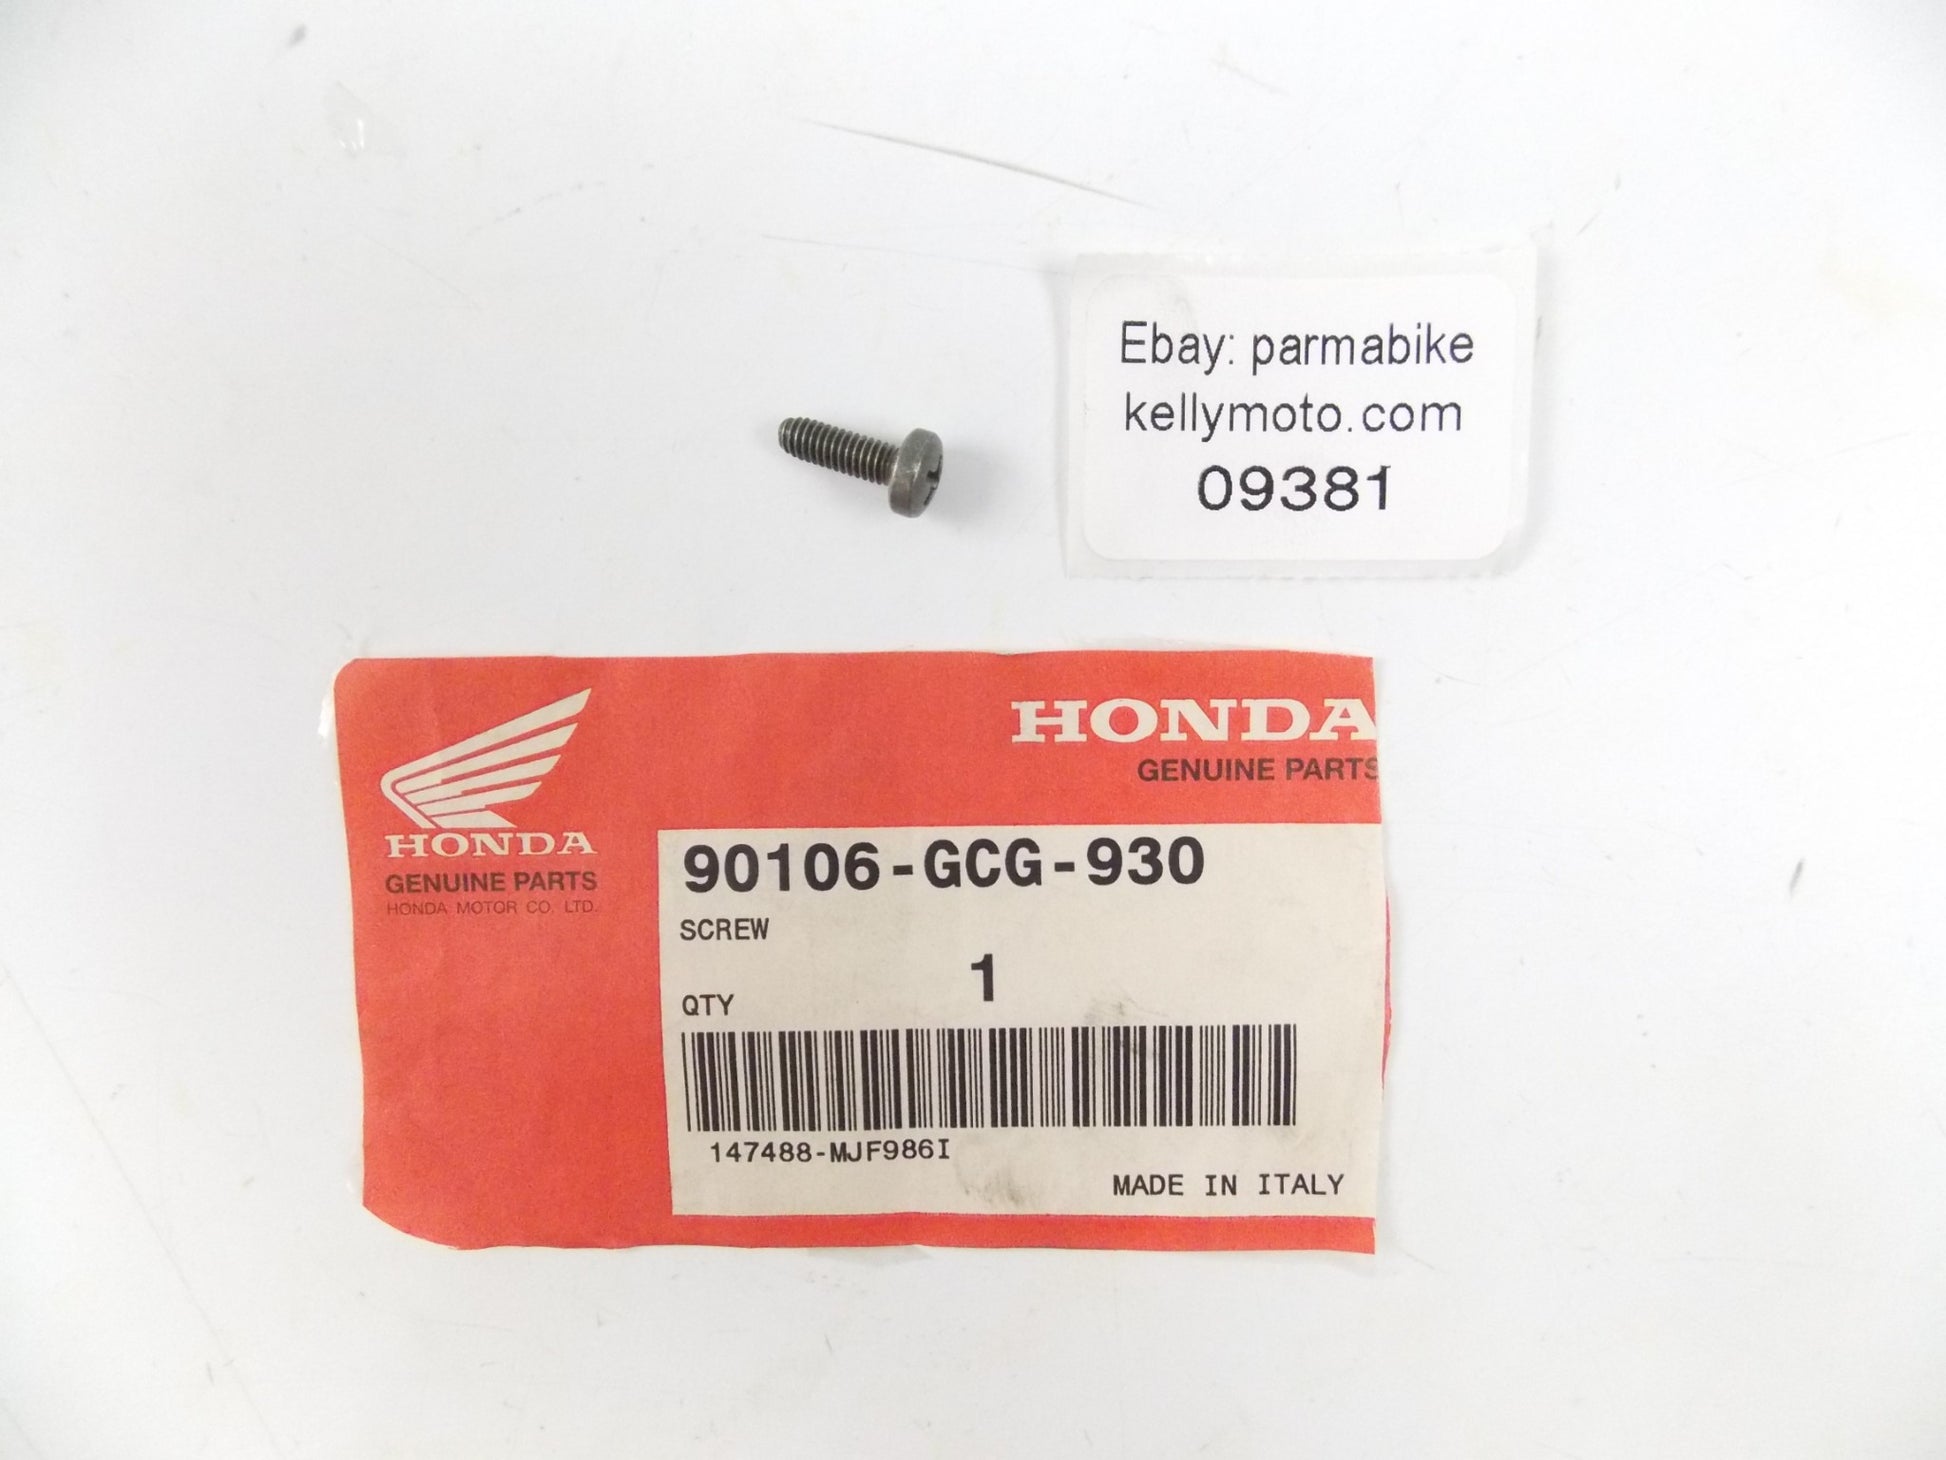 Ebay: parmabike
kellymoto.com
09381
HONDA
GENUINE PARTS
HONDA
GENUINE PARTS
HONDA MOTOR CO. LTD.
90106-GCG-930
SCREW
1
QTY
147488-MJF986I
MADE IN ITALY